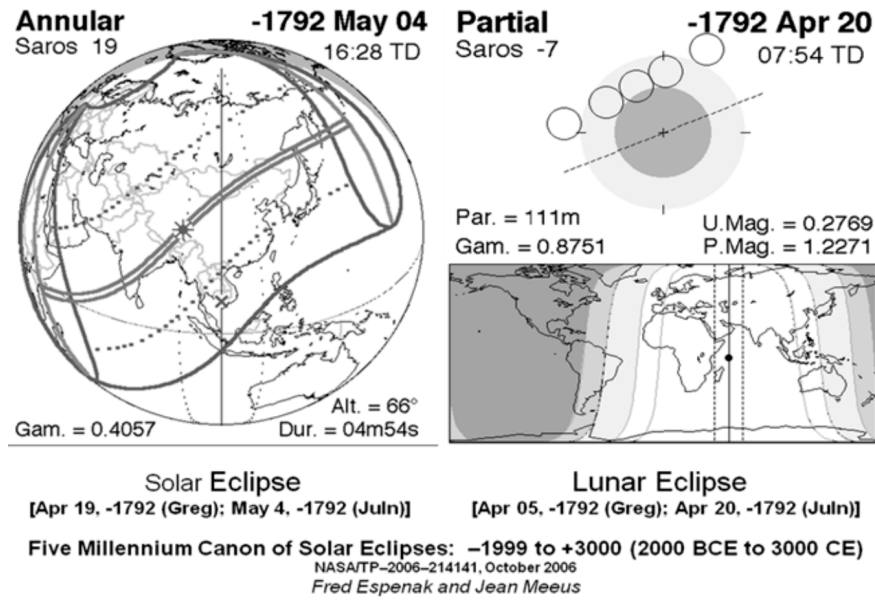 Annular -1792 May 04
Saros 19 16:28 TD
Alt. = 66°
Gam. = 0.4057 Dur. = 04m54s
Partial -1792 Apr 20
Saros -7 07:54 TD
Par. = 111m U.Mag. = 0.2769
Gam. = 0.8751 P.Mag. = 1.2271
Solar Eclipse
[Apr 19, -1792 (Greg); May 4, -1792 (Juln)]
Lunar Eclipse
[Apr 05, -1792 (Greg); Apr 20, -1792 (Juln)]
Five Millennium Canon of Solar Eclipses: –1999 to +3000 (2000 BCE to 3000 CE)
NASA/TP–2006–214141, October 2006
Fred Espenak and Jean Meeus